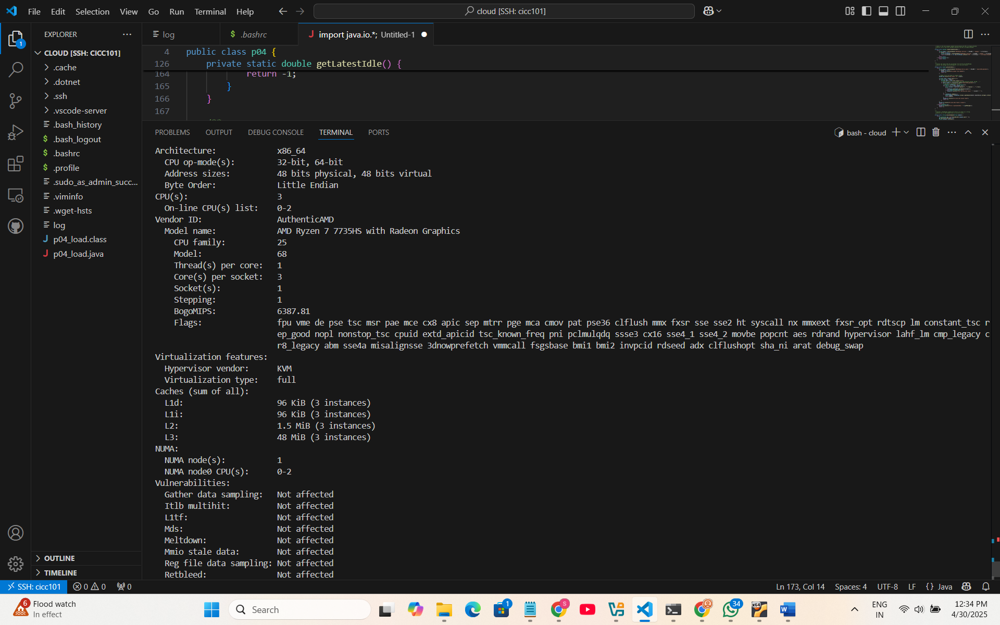 File Edit Selection View Go Run Terminal Help
cloud [SSH: cicc101]
EXPLORER
log
$ .bashrc
J import java.io.*; Untitled-1
CLOUD [SSH: CICC101]
.cache
.dotnet
.ssh
.vscode-server
.bash_history
$ .bash_logout
$ .bashrc
$ .profile
.sudo_as_admin_succ...
.viminfo
.wget-hsts
log
J p04_load.class
J p04_load.java
OUTLINE
TIMELINE
1
4 public class p04 {
126 private static double getLatestIdle() {
164 return -1;
165 }
166 }
167
PROBLEMS OUTPUT DEBUG CONSOLE TERMINAL PORTS
bash - cloud
Architecture: x86_64
CPU op-mode(s): 32-bit, 64-bit
Address sizes: 48 bits physical, 48 bits virtual
Byte Order: Little Endian
CPU(s): 3
On-line CPU(s) list: 0-2
Vendor ID: AuthenticAMD
Model name: AMD Ryzen 7 7735HS with Radeon Graphics
CPU family: 25
Model: 68
Thread(s) per core: 1
Core(s) per socket: 3
Socket(s): 1
Stepping: 1
BogoMIPS: 6387.81
Flags: fpu vme de pse tsc msr pae mce cx8 apic sep mtrr pge mca cmov pat pse36 clflush mmx fxsr sse sse2 ht syscall nx mmxext fxsr_opt rdtscp lm constant_tsc r
ep_good nopl nonstop_tsc cpuid extd_apicid tsc_known_freq pni pclmulqdq ssse3 cx16 sse4_1 sse4_2 movbe popcnt aes rdrand hypervisor lahf_lm cmp_legacy c
r8_legacy abm sse4a misalignsse 3dnowprefetch vmmcall fsgsbase bmi1 bmi2 invpcid rdseed adx clflushopt sha_ni arat debug_swap
Virtualization features:
Hypervisor vendor: KVM
Virtualization type: full
Caches (sum of all):
L1d: 96 KiB (3 instances)
L1i: 96 KiB (3 instances)
L2: 1.5 MiB (3 instances)
L3: 48 MiB (3 instances)
NUMA:
NUMA node(s): 1
NUMA node0 CPU(s): 0-2
Vulnerabilities:
Gather data sampling: Not affected
Itlb multihit: Not affected
L1tf: Not affected
Mds: Not affected
Meltdown: Not affected
Mmio stale data: Not affected
Reg file data sampling: Not affected
Retbleed: Not affected
SSH: cicc101 0 0 0
Ln 173, Col 14 Spaces: 4 UTF-8 LF {} Java
6
Flood watch
In effect
Search
1
S
x64
34
W
ENG
IN
12:34 PM
4/30/2025